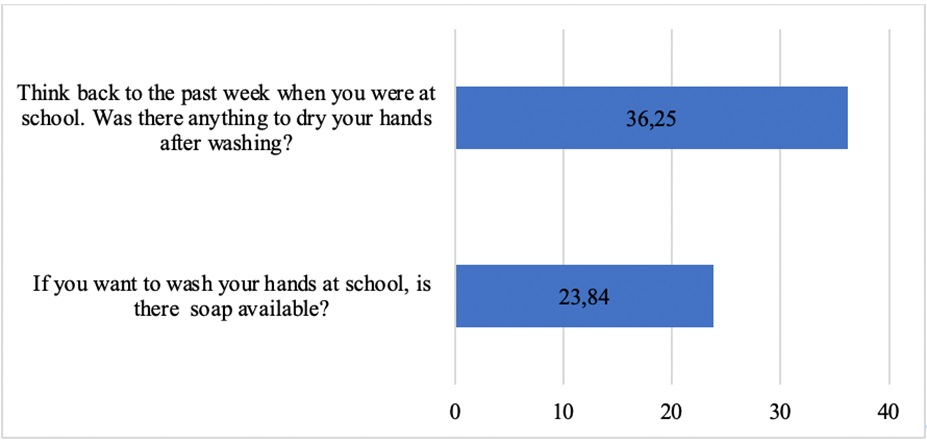 Think back to the past week when you were at
school. Was there anything to dry your hands
after washing?
36,25
If you want to wash your hands at school, is
there soap available?
23,84
0 10 20 30 40